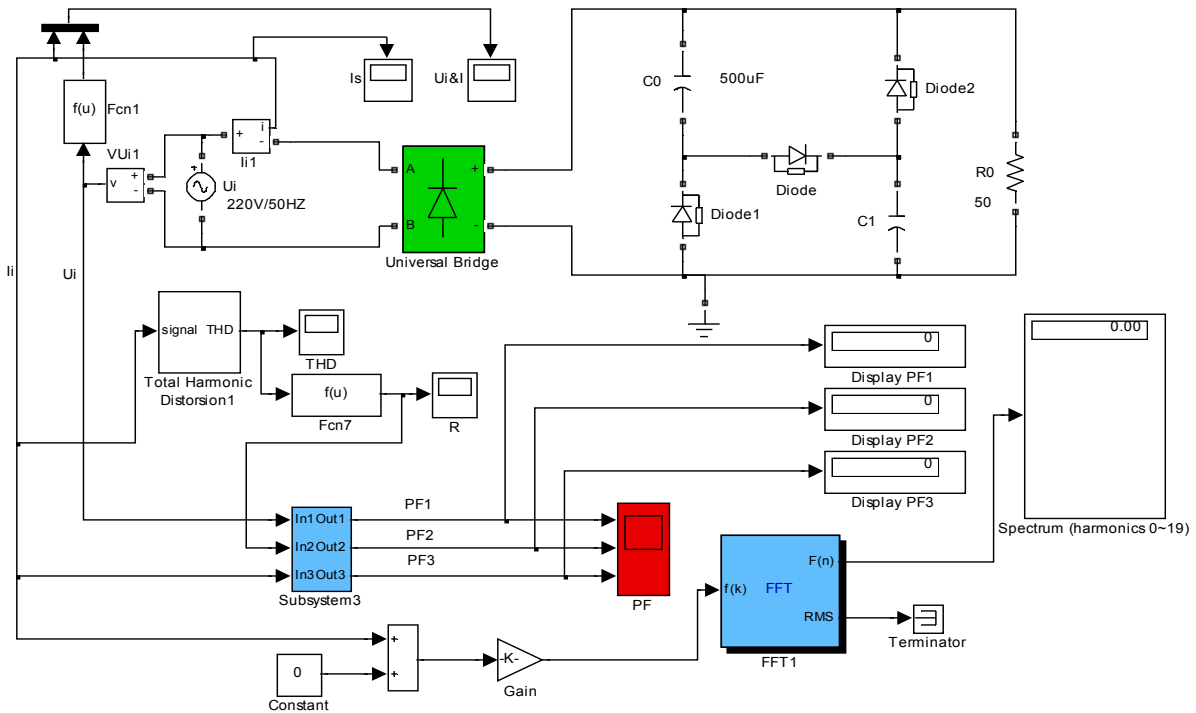 Is
Ui&I
f(u)
Fcn1
VUi1
v
+
-
+
i
-
Ii1
+
Ui
220V/50HZ
A
B
+
-
Universal Bridge
C0
500uF
Diode2
Diode
Diode1
C1
R0
50
Ii
Ui
signal THD
Total Harmonic
Distorsion1
THD
f(u)
Fcn7
R
0
Display PF1
0
Display PF2
0
Display PF3
0.00
Spectrum (harmonics 0~19)
In1 Out1
In2 Out2
In3 Out3
Subsystem3
PF1
PF2
PF3
PF
f(k)
FFT
F(n)
RMS
FFT1
Terminator
+
+
0
Constant
-K-
Gain